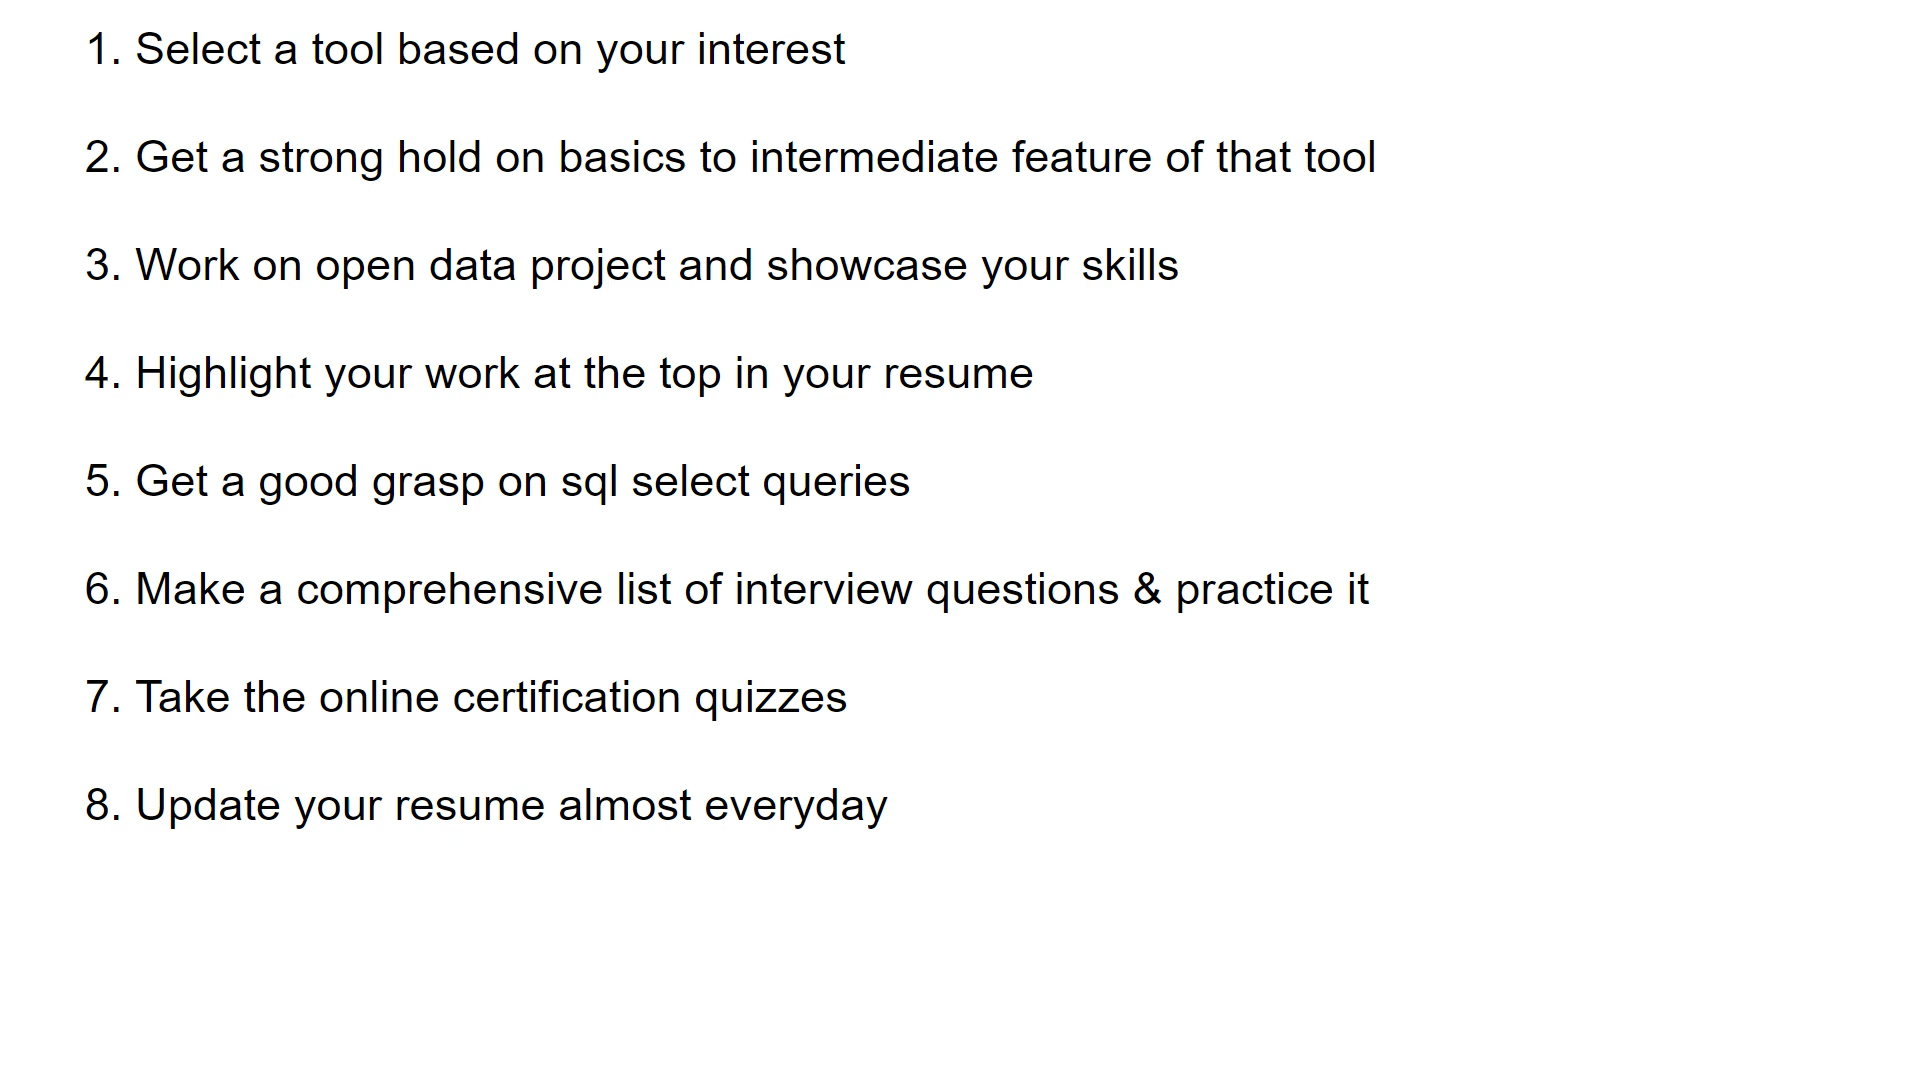 1. Select a tool based on your interest
2. Get a strong hold on basics to intermediate feature of that tool
3. Work on open data project and showcase your skills
4. Highlight your work at the top in your resume
5. Get a good grasp on sql select queries
6. Make a comprehensive list of interview questions & practice it
7. Take the online certification quizzes
8. Update your resume almost everyday